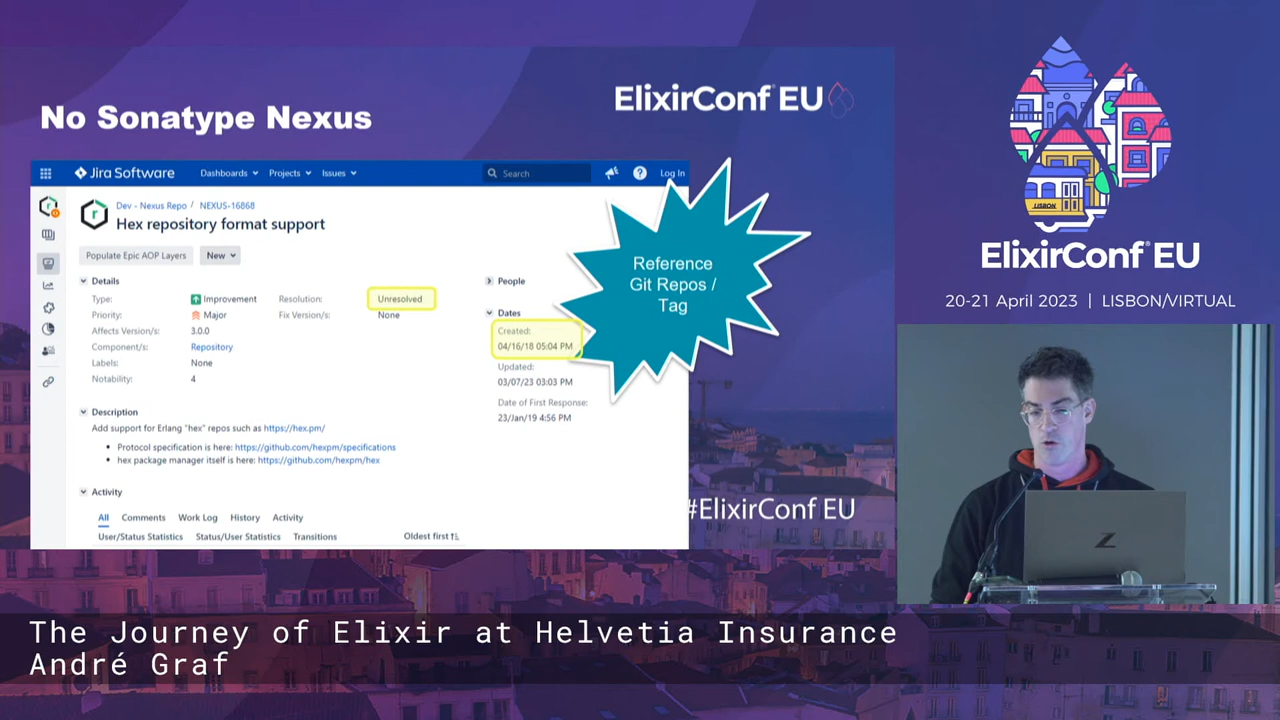 No Sonatype Nexus
ElixirConf EU
Jira Software
Dashboards
Projects
Issues
Search
Log In
Dev - Nexus Repo / NEXUS-16868
Hex repository format support
Populate Epic AOP Layers
New
Details
Type: Improvement
Resolution: Unresolved
Priority: Major
Fix Version/s: None
Affects Version/s: 3.0.0
Component/s: Repository
Labels: None
Notability: 4
People
Dates
Created:
04/16/18 05:04 PM
Updated:
03/07/23 03:03 PM
Date of First Response:
23/Jan/19 4:56 PM
Reference
Git Repos /
Tag
Description
Add support for Erlang "hex" repos such as https://hex.pm/
Protocol specification is here: https://github.com/hexpm/specifications
hex package manager itself is here: https://github.com/hexpm/hex
Activity
All Comments Work Log History Activity
User/Status Statistics Status/User Statistics Transitions
Oldest first
#ElixirConf EU
LISBON
ElixirConf® EU
20-21 April 2023 | LISBON/VIRTUAL
The Journey of Elixir at Helvetia Insurance
André Graf